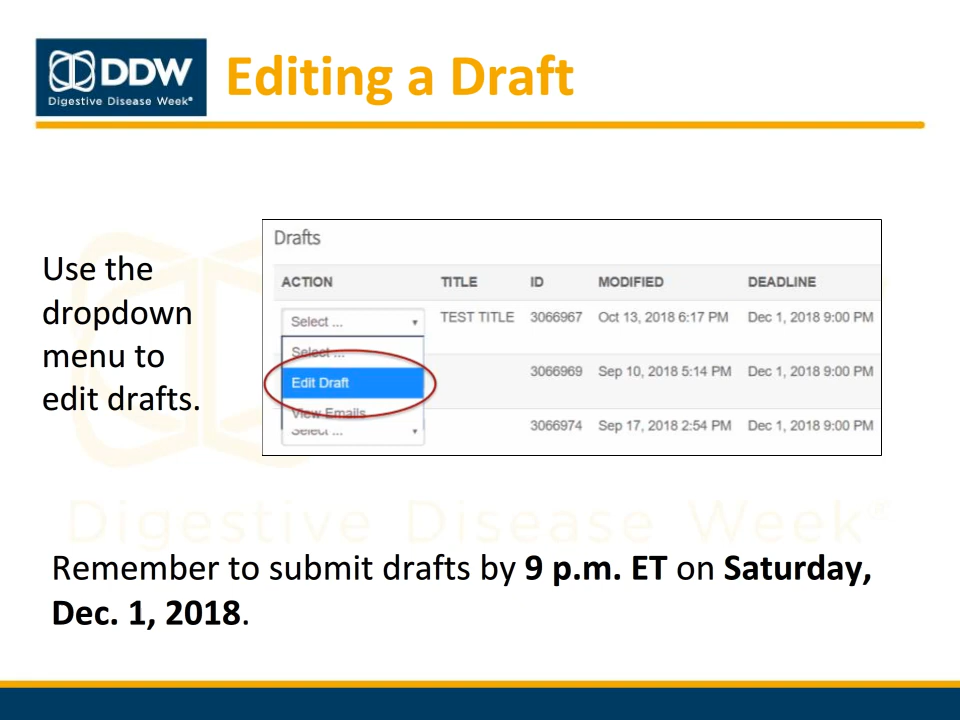 DDW
Digestive Disease Week®
Editing a Draft
Use the
dropdown
menu to
edit drafts.
Drafts
ACTION TITLE ID MODIFIED DEADLINE
Select ... TEST TITLE 3066967 Oct 13, 2018 6:17 PM Dec 1, 2018 9:00 PM
Select ...
Edit Draft 3066969 Sep 10, 2018 5:14 PM Dec 1, 2018 9:00 PM
View Emails
Select ... 3066974 Sep 17, 2018 2:54 PM Dec 1, 2018 9:00 PM
Digestive Disease Week®
Remember to submit drafts by 9 p.m. ET on Saturday,
Dec. 1, 2018.